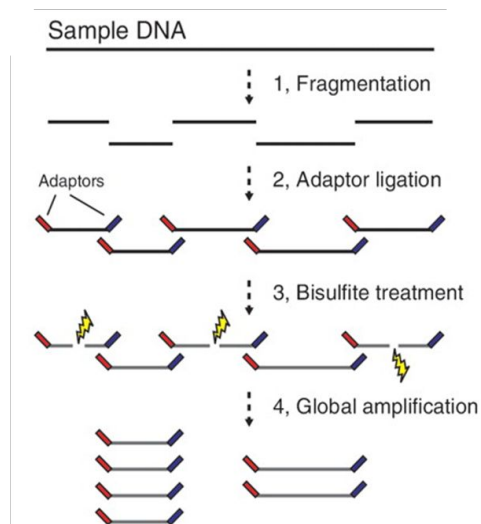 Sample DNA
1, Fragmentation
2, Adaptor ligation
Adaptors
3, Bisulfite treatment
4, Global amplification